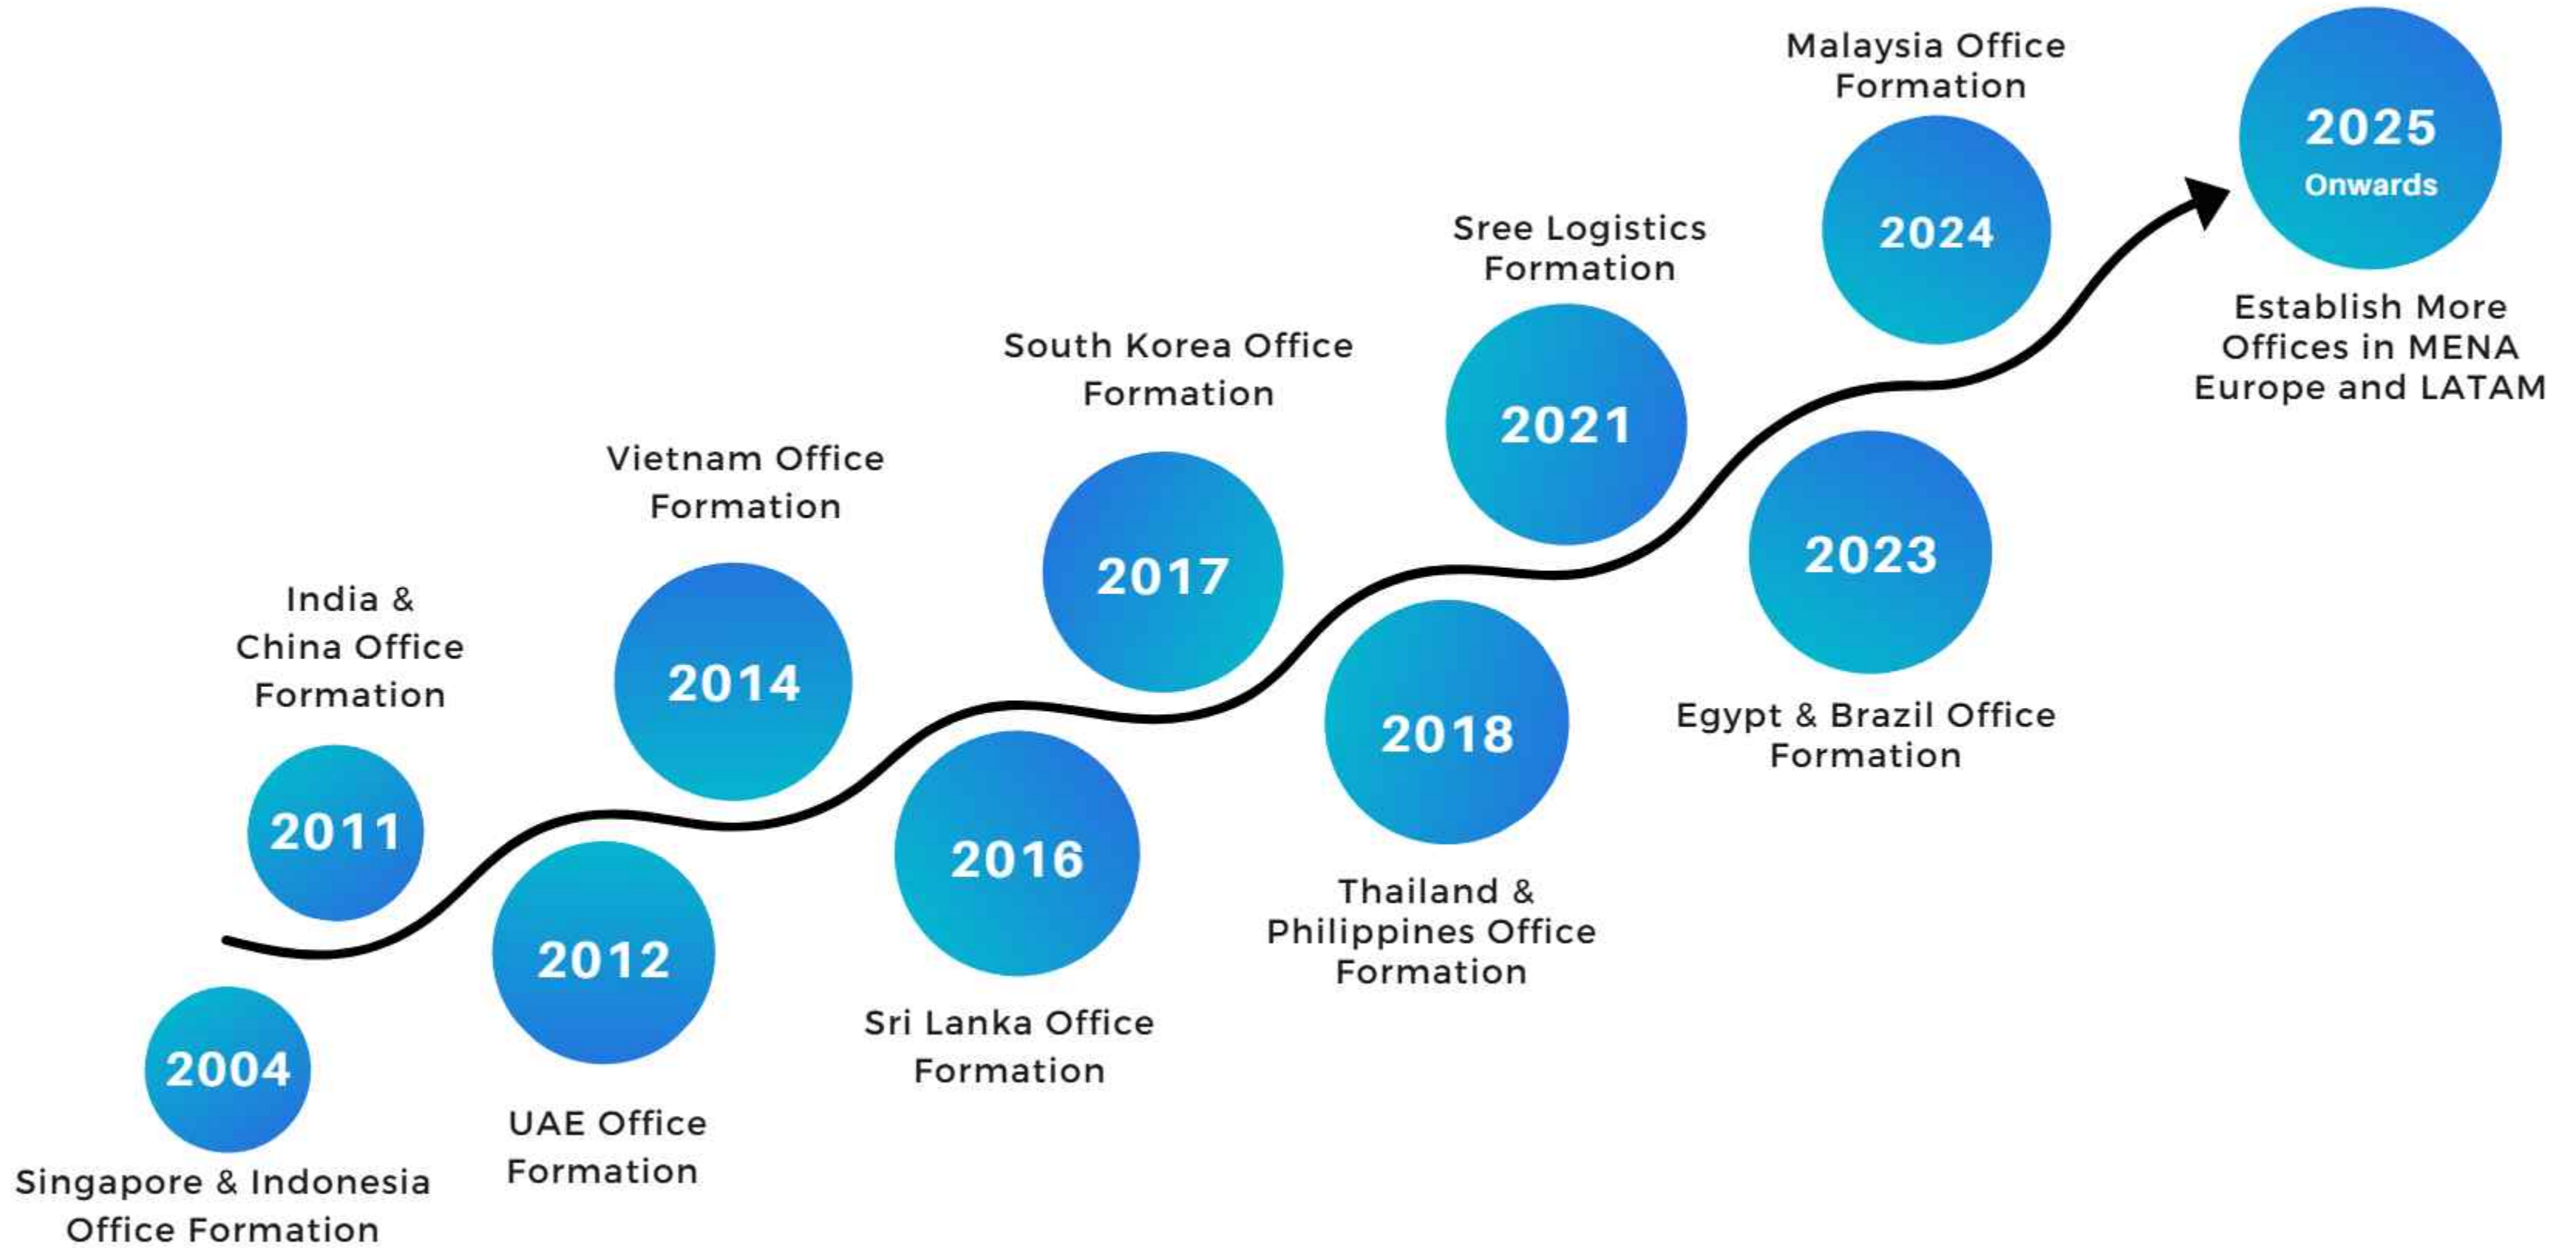 2004
Singapore & Indonesia
Office Formation
India &
China Office
Formation
2011
2012
UAE Office
Formation
Vietnam Office
Formation
2014
2016
Sri Lanka Office
Formation
South Korea Office
Formation
2017
2018
Thailand &
Philippines Office
Formation
Sree Logistics
Formation
2021
2023
Egypt & Brazil Office
Formation
Malaysia Office
Formation
2024
2025
Onwards
Establish More
Offices in MENA
Europe and LATAM